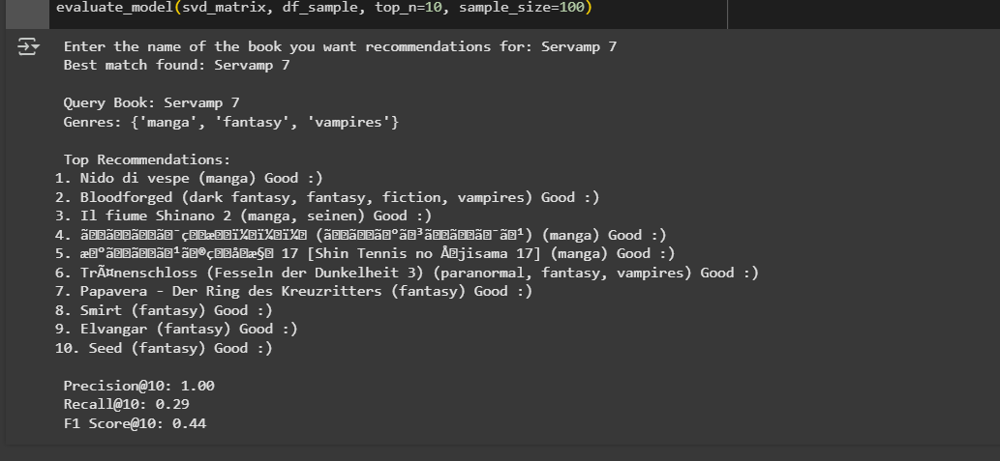 evaluate_model(svd_matrix, df_sample, top_n=10, sample_size=100)
Enter the name of the book you want recommendations for: Servamp 7
Best match found: Servamp 7
Query Book: Servamp 7
Genres: {'manga', 'fantasy', 'vampires'}
Top Recommendations:
1. Nido di vespe (manga) Good :)
2. Bloodforged (dark fantasy, fantasy, fiction, vampires) Good :)
3. Il fiume Shinano 2 (manga, seinen) Good :)
4. (manga) Good :)
5. 17 [Shin Tennis no jisama 17] (manga) Good :)
6. TrÃ¤nenschloss (Fesseln der Dunkelheit 3) (paranormal, fantasy, vampires) Good :)
7. Papavera - Der Ring des Kreuzritters (fantasy) Good :)
8. Smirt (fantasy) Good :)
9. Elvangar (fantasy) Good :)
10. Seed (fantasy) Good :)
Precision@10: 1.00
Recall@10: 0.29
F1 Score@10: 0.44